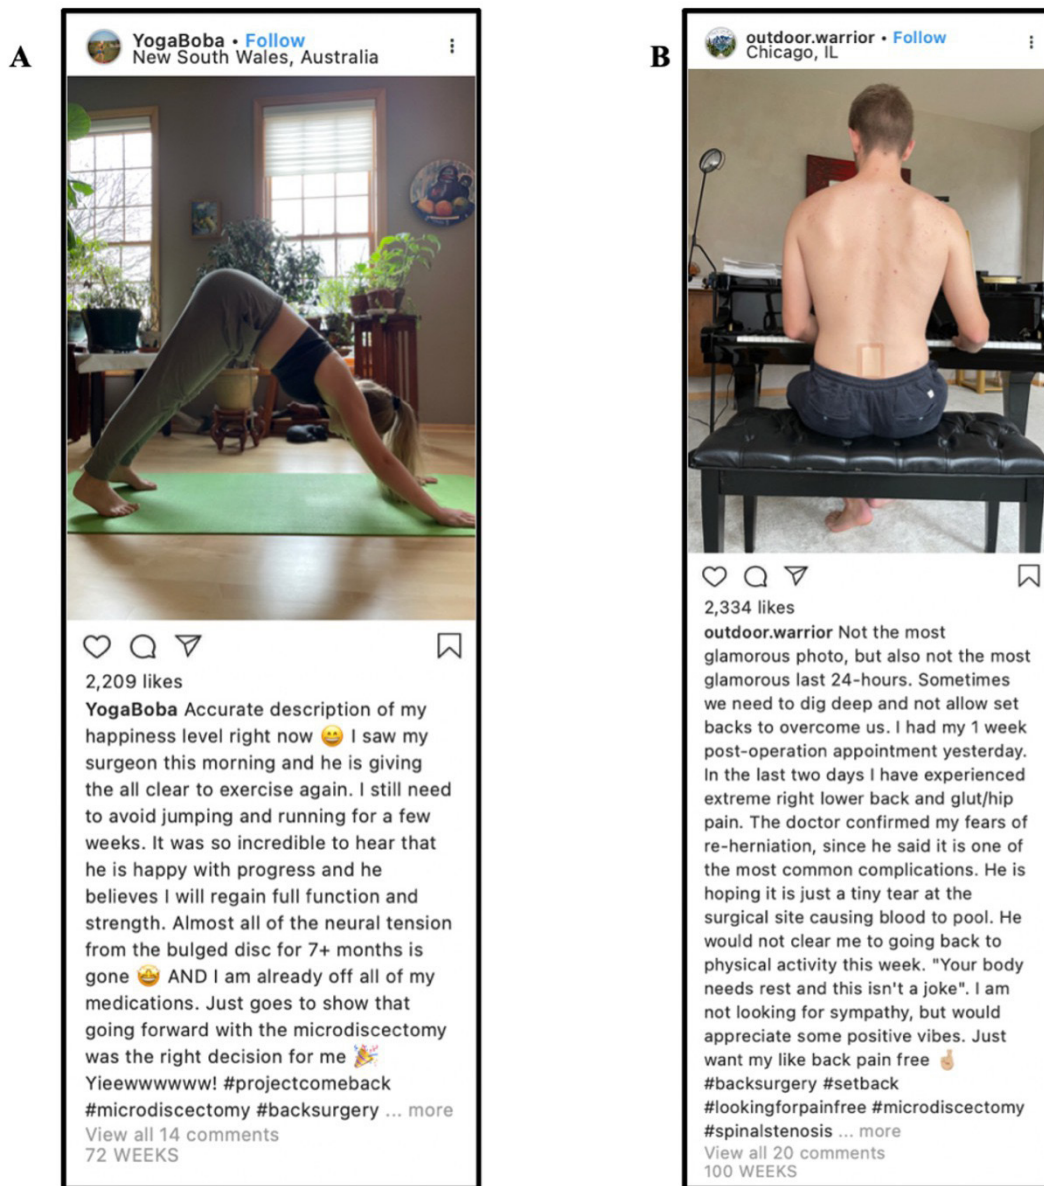 A
YogaBoba • Follow
New South Wales, Australia
2,209 likes
YogaBoba Accurate description of my
happiness level right now 😀 I saw my
surgeon this morning and he is giving
the all clear to exercise again. I still need
to avoid jumping and running for a few
weeks. It was so incredible to hear that
he is happy with progress and he
believes I will regain full function and
strength. Almost all of the neural tension
from the bulged disc for 7+ months is
gone 🤩 AND I am already off all of my
medications. Just goes to show that
going forward with the microdiscectomy
was the right decision for me 🎉
Yieewwwwww! #projectcomeback
#microdiscectomy #backsurgery ... more
View all 14 comments
72 WEEKS
B
outdoor.warrior • Follow
Chicago, IL
2,334 likes
outdoor.warrior Not the most
glamorous photo, but also not the most
glamorous last 24-hours. Sometimes
we need to dig deep and not allow set
backs to overcome us. I had my 1 week
post-operation appointment yesterday.
In the last two days I have experienced
extreme right lower back and glut/hip
pain. The doctor confirmed my fears of
re-herniation, since he said it is one of
the most common complications. He is
hoping it is just a tiny tear at the
surgical site causing blood to pool. He
would not clear me to going back to
physical activity this week. "Your body
needs rest and this isn't a joke". I am
not looking for sympathy, but would
appreciate some positive vibes. Just
want my like back pain free 🤞🏼
#backsurgery #setback
#lookingforpainfree #microdiscectomy
#spinalstenosis ... more
View all 20 comments
100 WEEKS